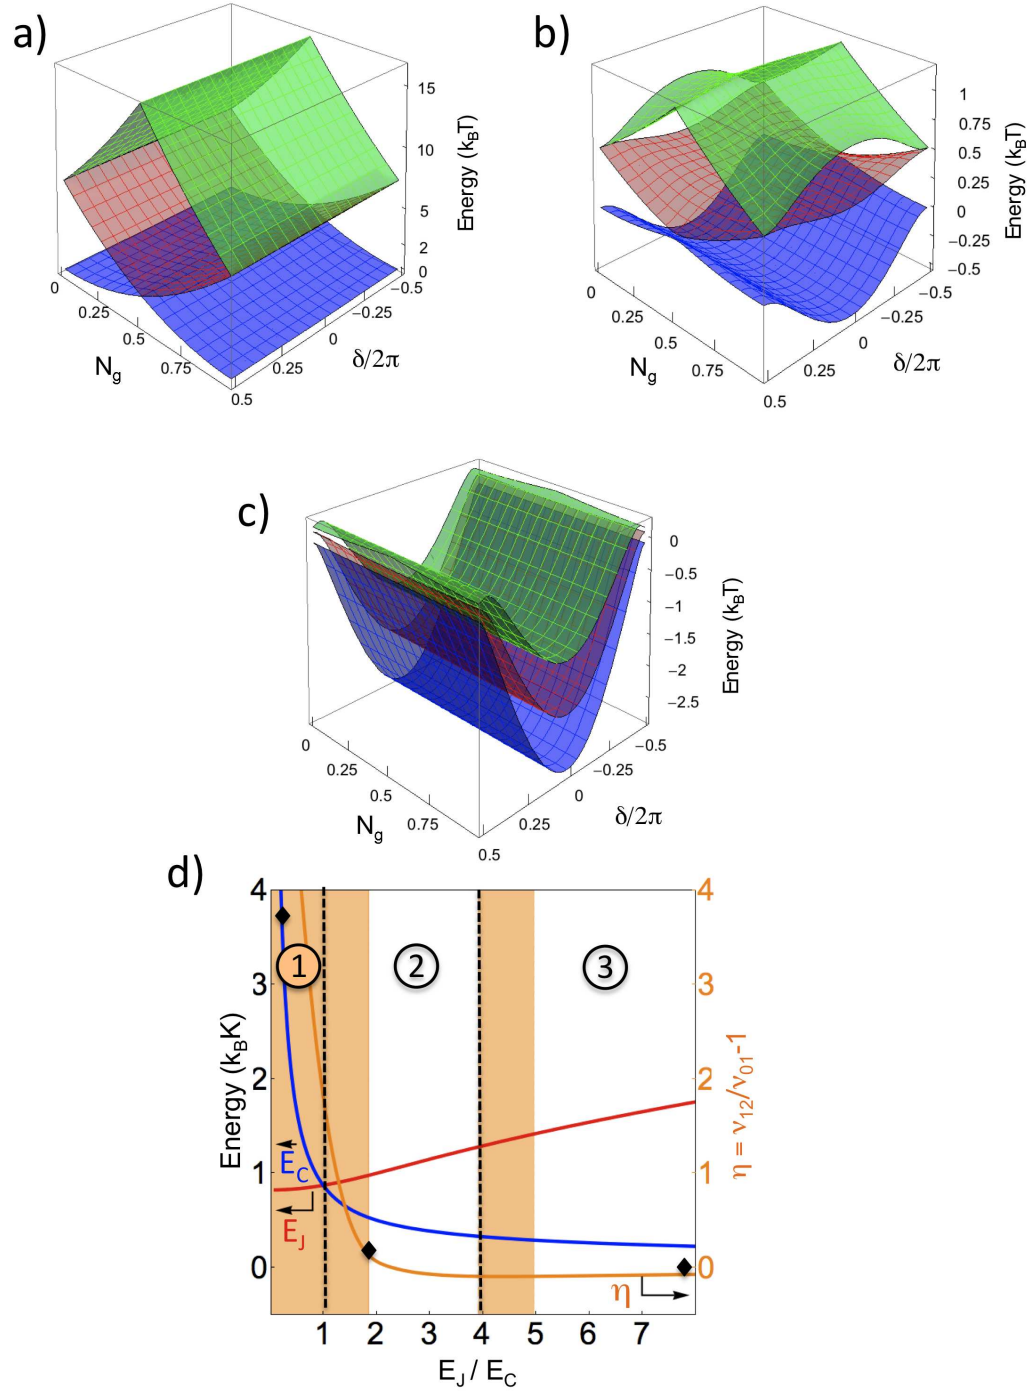 a)
15
10
5
2
0
Energy (kBT)
0
0.25
0.5
0.75
Ng
0.5
0.25
0
−0.25
−0.5
δ/2π
b)
1
0.75
0.5
0.25
0
−0.25
−0.5
Energy (kBT)
0
0.25
0.5
0.75
Ng
0.5
0.25
0
−0.25
−0.5
δ/2π
c)
0
−0.5
−1
−1.5
−2
−2.5
Energy (kBT)
0
0.25
0.5
0.75
Ng
0.5
0.25
0
−0.25
−0.5
δ/2π
d)
4
3
2
1
0
Energy (kBK)
1
2
3
EC
EJ
η
4
3
2
1
0
η = ν12/ν01-1
1 2 3 4 5 6 7
EJ / EC